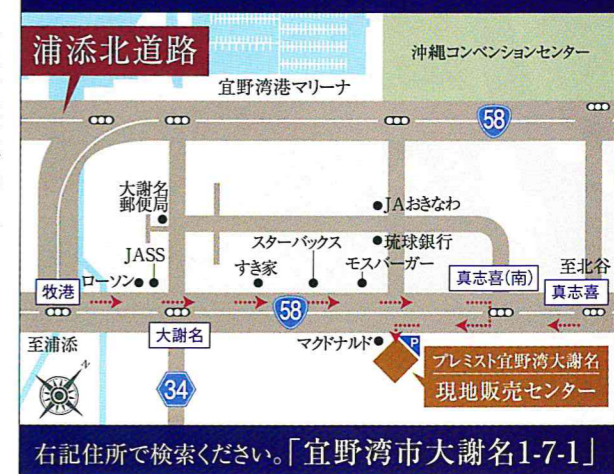 浦添北道路
沖縄コンベンションセンター
宜野湾港マリーナ
58
大謝名
郵便局
JAおきなわ
琉球銀行
JASS
スターバックス
ローソン
すき家
モスバーガー
真志喜(南)
至北谷
牧港
真志喜
58
至浦添
大謝名
マクドナルド
P
プレミスト宜野湾大謝名
現地販売センター
34
N
右記住所で検索ください。「宜野湾市大謝名1-7-1」